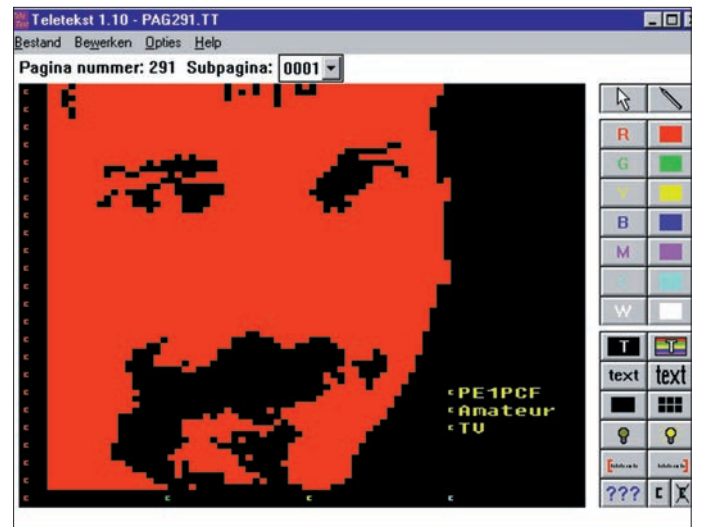 Teletekst 1.10 - PAG291.TT
Bestand Bewerken Opties Help
Pagina nummer: 291 Subpagina: 0001
R
G
Y
B
M
C
W
T T
text text
PE1PCF
Amateur
TV
???